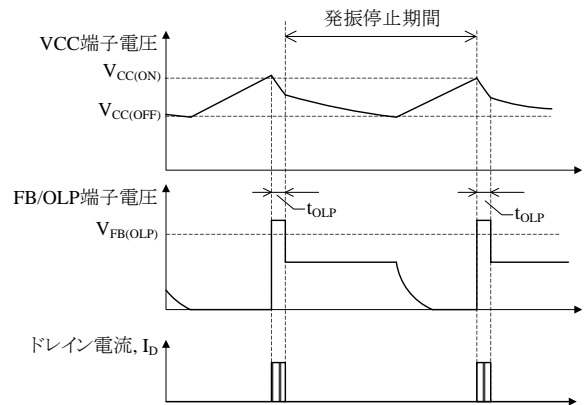 発振停止期間
VCC端子電圧
VCC(ON)
VCC(OFF)
FB/OLP端子電圧
tOLP
tOLP
VFB(OLP)
ドレイン電流, ID